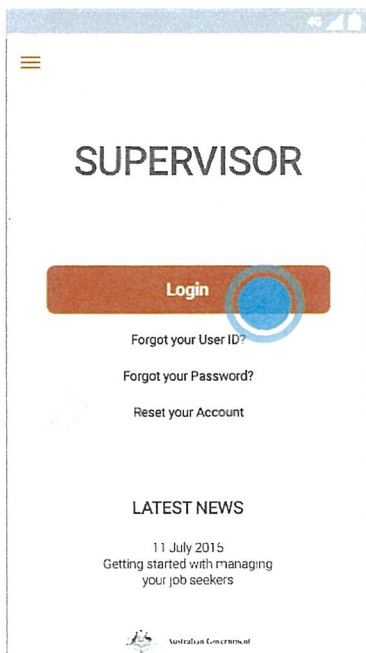 4G
SUPERVISOR
Login
Forgot your User ID?
Forgot your Password?
Reset your Account
LATEST NEWS
11 July 2015
Getting started with managing
your job seekers
Australian Government